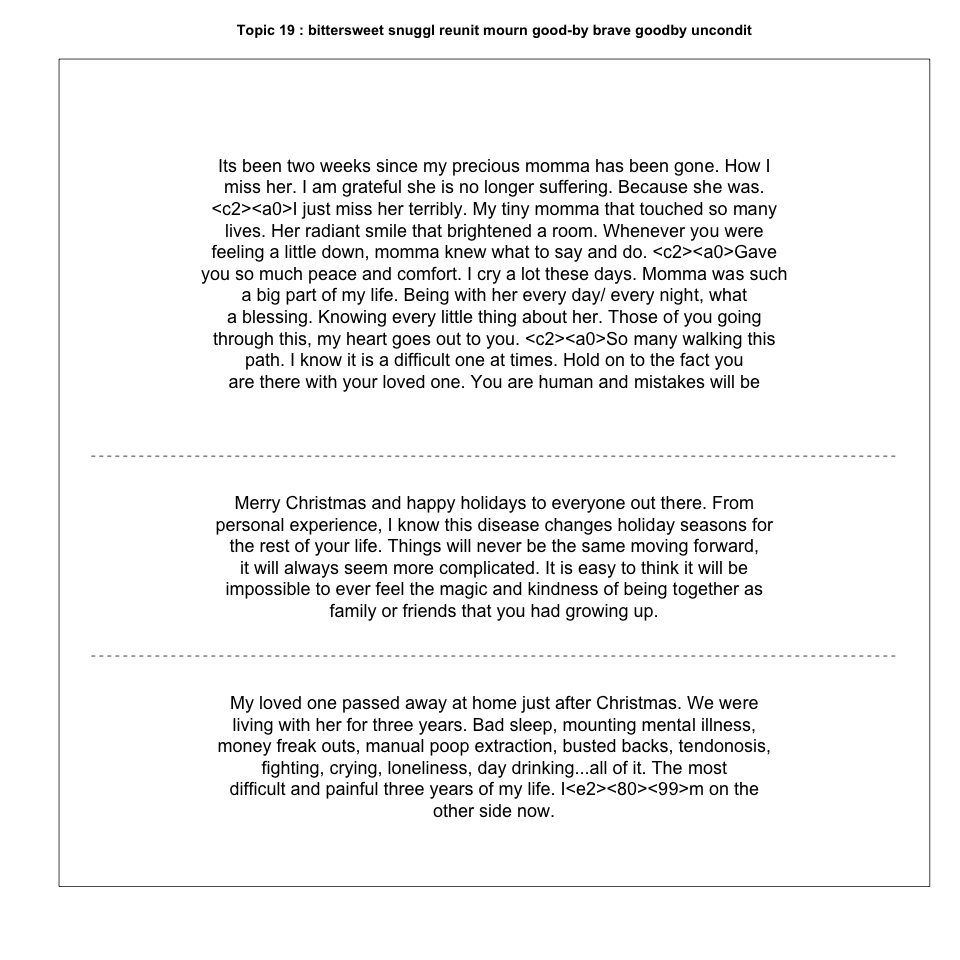 Topic 19 : bittersweet snuggl reunit mourn good-by brave goodby uncondit
Its been two weeks since my precious momma has been gone. How I
miss her. I am grateful she is no longer suffering. Because she was.
<c2><a0>I just miss her terribly. My tiny momma that touched so many
lives. Her radiant smile that brightened a room. Whenever you were
feeling a little down, momma knew what to say and do. <c2><a0>Gave
you so much peace and comfort. I cry a lot these days. Momma was such
a big part of my life. Being with her every day/ every night, what
a blessing. Knowing every little thing about her. Those of you going
through this, my heart goes out to you. <c2><a0>So many walking this
path. I know it is a difficult one at times. Hold on to the fact you
are there with your loved one. You are human and mistakes will be
Merry Christmas and happy holidays to everyone out there. From
personal experience, I know this disease changes holiday seasons for
the rest of your life. Things will never be the same moving forward,
it will always seem more complicated. It is easy to think it will be
impossible to ever feel the magic and kindness of being together as
family or friends that you had growing up.
My loved one passed away at home just after Christmas. We were
living with her for three years. Bad sleep, mounting mental illness,
money freak outs, manual poop extraction, busted backs, tendonosis,
fighting, crying, loneliness, day drinking...all of it. The most
difficult and painful three years of my life. I<e2><80><99>m on the
other side now.